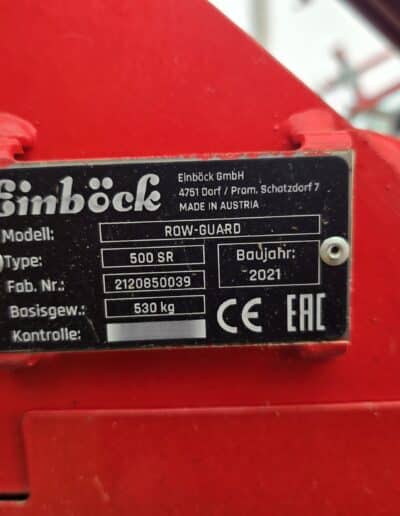 Einböck
Einböck GmbH
4751 Dorf / Pram, Schatzdorf 7
MADE IN AUSTRIA
Modell: ROW-GUARD
Type: 500 SR
Fab. Nr.: 2120850039
Basisgew.: 530 kg
Kontrolle:
Baujahr:
2021
CE EAC